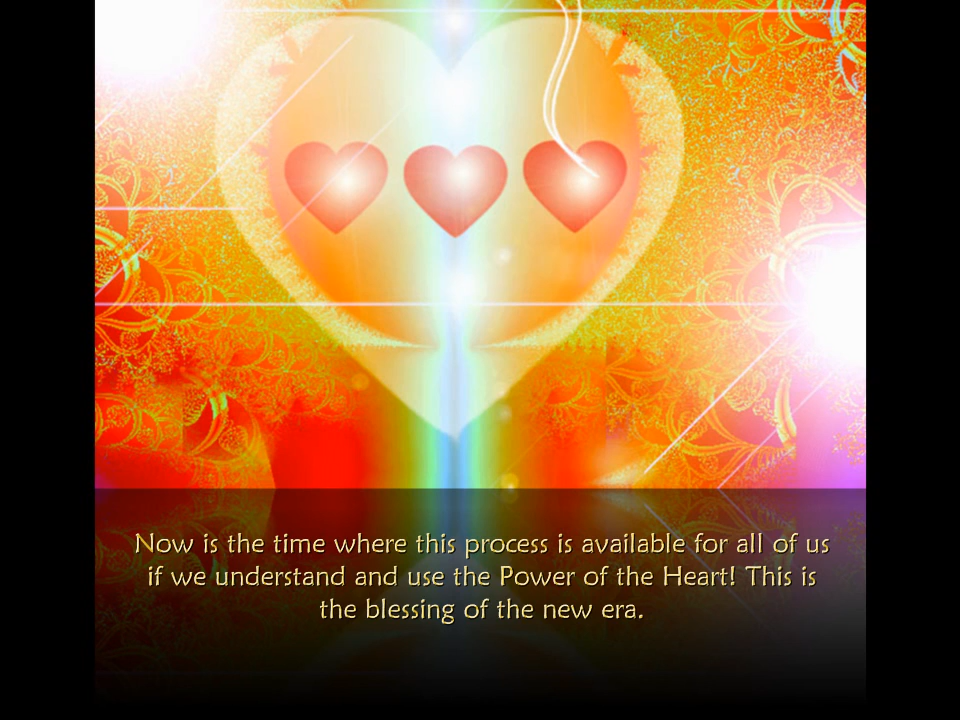 Now is the time where this process is available for all of us
if we understand and use the Power of the Heart! This is
the blessing of the new era.